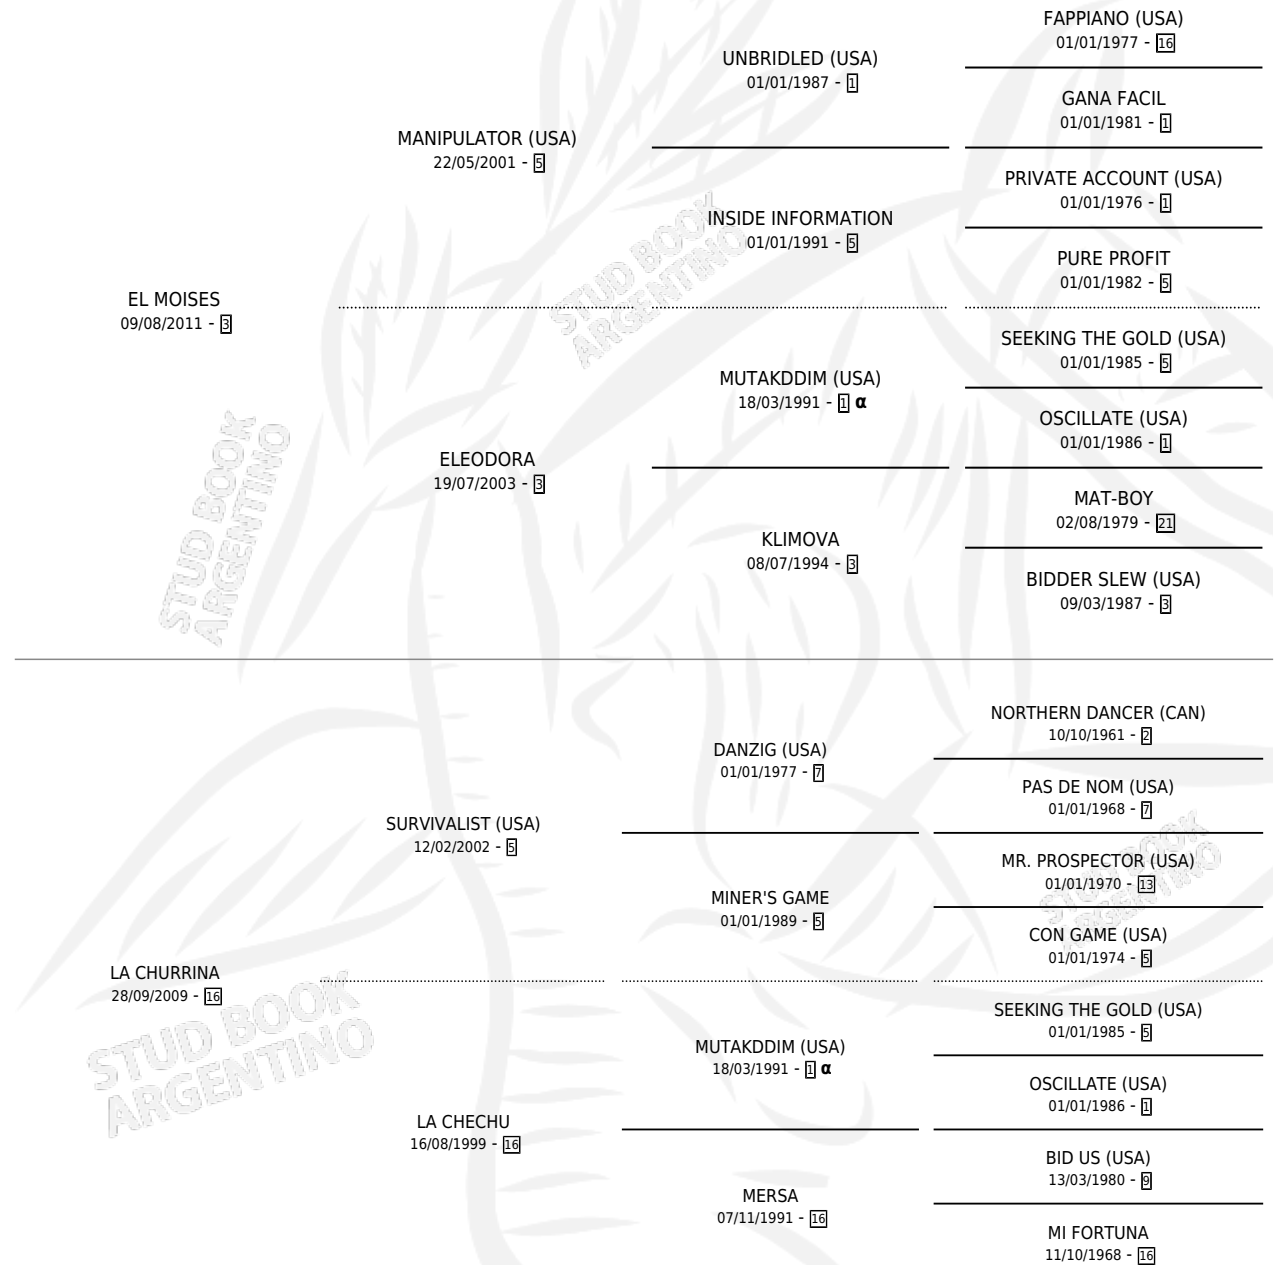 FAPPIANO (USA)
01/01/1977 - 16
UNBRIDLED (USA)
01/01/1987 - 1
GANA FACIL
01/01/1981 - 1
MANIPULATOR (USA)
22/05/2001 - 5
PRIVATE ACCOUNT (USA)
01/01/1976 - 1
INSIDE INFORMATION
01/01/1991 - 5
PURE PROFIT
01/01/1982 - 5
EL MOISES
09/08/2011 - 3
STUD BOOK
ARGENTINO
SEEKING THE GOLD (USA)
01/01/1985 - 5
MUTAKDDIM (USA)
18/03/1991 - 1 α
OSCILLATE (USA)
01/01/1986 - 1
ELEODORA
19/07/2003 - 3
MAT-BOY
02/08/1979 - 21
KLIMOVA
08/07/1994 - 3
BIDDER SLEW (USA)
09/03/1987 - 3
STUD BOOK
ARGENTINO
NORTHERN DANCER (CAN)
10/10/1961 - 2
DANZIG (USA)
01/01/1977 - 7
PAS DE NOM (USA)
01/01/1968 - 7
SURVIVALIST (USA)
12/02/2002 - 5
MR. PROSPECTOR (USA)
01/01/1970 - 13
MINER'S GAME
01/01/1989 - 5
CON GAME (USA)
01/01/1974 - 5
STUD BOOK
ARGENTINO
LA CHURRINA
28/09/2009 - 16
STUD BOOK
ARGENTINO
SEEKING THE GOLD (USA)
01/01/1985 - 5
MUTAKDDIM (USA)
18/03/1991 - 1 α
OSCILLATE (USA)
01/01/1986 - 1
LA CHECHU
16/08/1999 - 16
BID US (USA)
13/03/1980 - 9
MERSA
07/11/1991 - 16
MI FORTUNA
11/10/1968 - 16